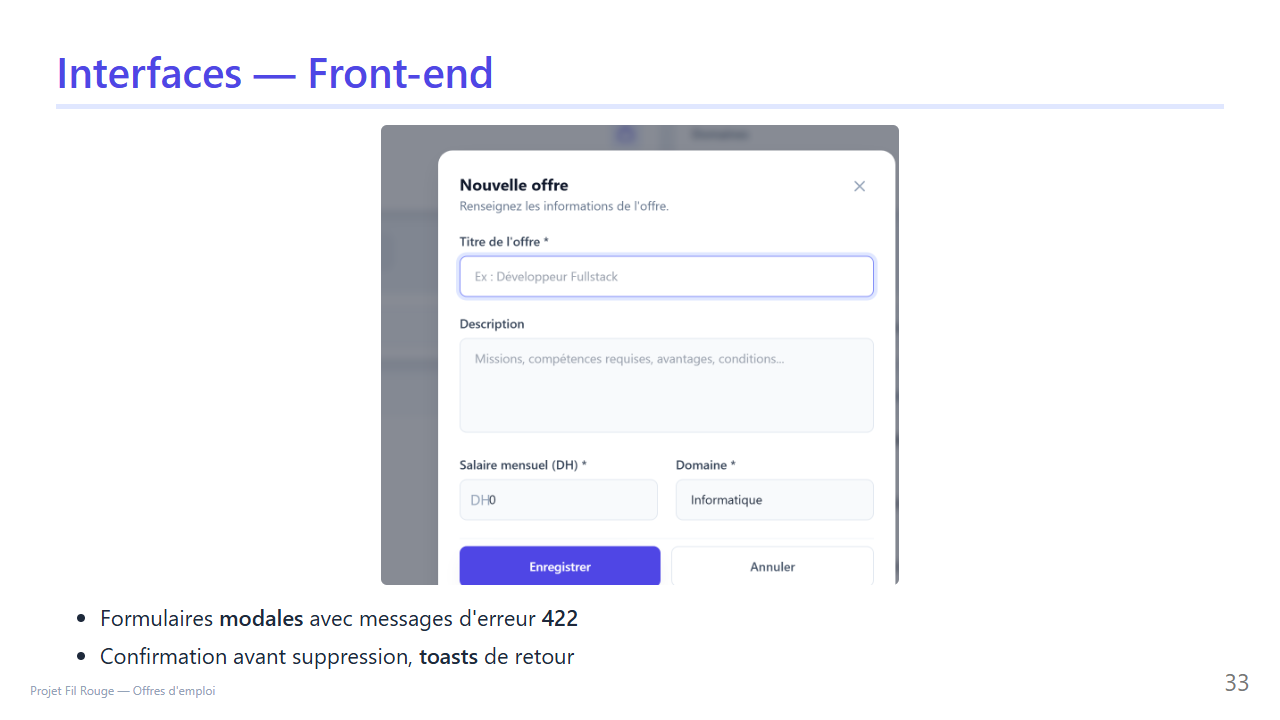 Interfaces — Front-end
Nouvelle offre
Renseignez les informations de l'offre.
Titre de l'offre *
Ex : Développeur Fullstack
Description
Missions, compétences requises, avantages, conditions...
Salaire mensuel (DH) * Domaine *
DH0 Informatique
Enregistrer Annuler
• Formulaires modales avec messages d'erreur 422
• Confirmation avant suppression, toasts de retour
Projet Fil Rouge — Offres d'emploi 33